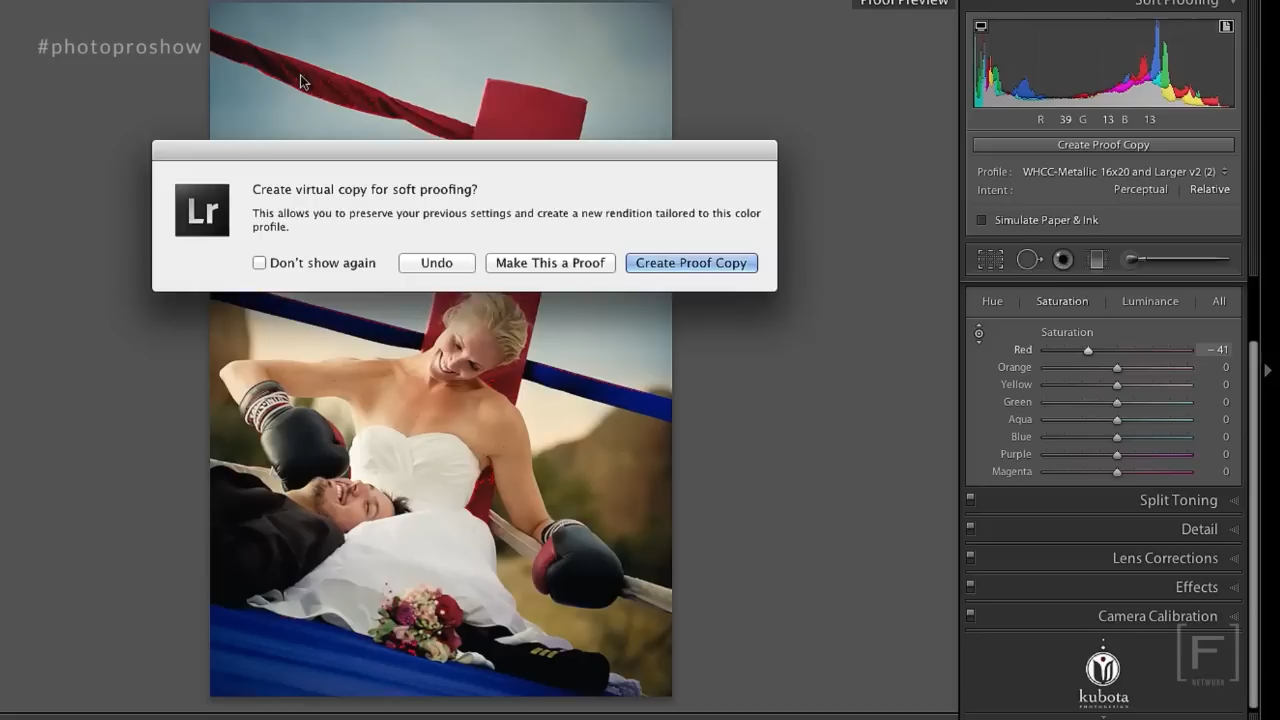 Proof Preview
Soft Proofing
#photoproshow
R 39 G 13 B 13
Create Proof Copy
Profile : WHCC-Metallic 16x20 and Larger v2 (2)
Intent : Perceptual Relative
Simulate Paper & Ink
Create virtual copy for soft proofing?
This allows you to preserve your previous settings and create a new rendition tailored to this color
profile.
Lr
Don't show again Undo Make This a Proof Create Proof Copy
Hue Saturation Luminance All
Saturation
Red – 41
Orange 0
Yellow 0
Green 0
Aqua 0
Blue 0
Purple 0
Magenta 0
Split Toning
Detail
Lens Corrections
Effects
Camera Calibration
kubota
PHOTO DESIGN
[F]
NETWORK